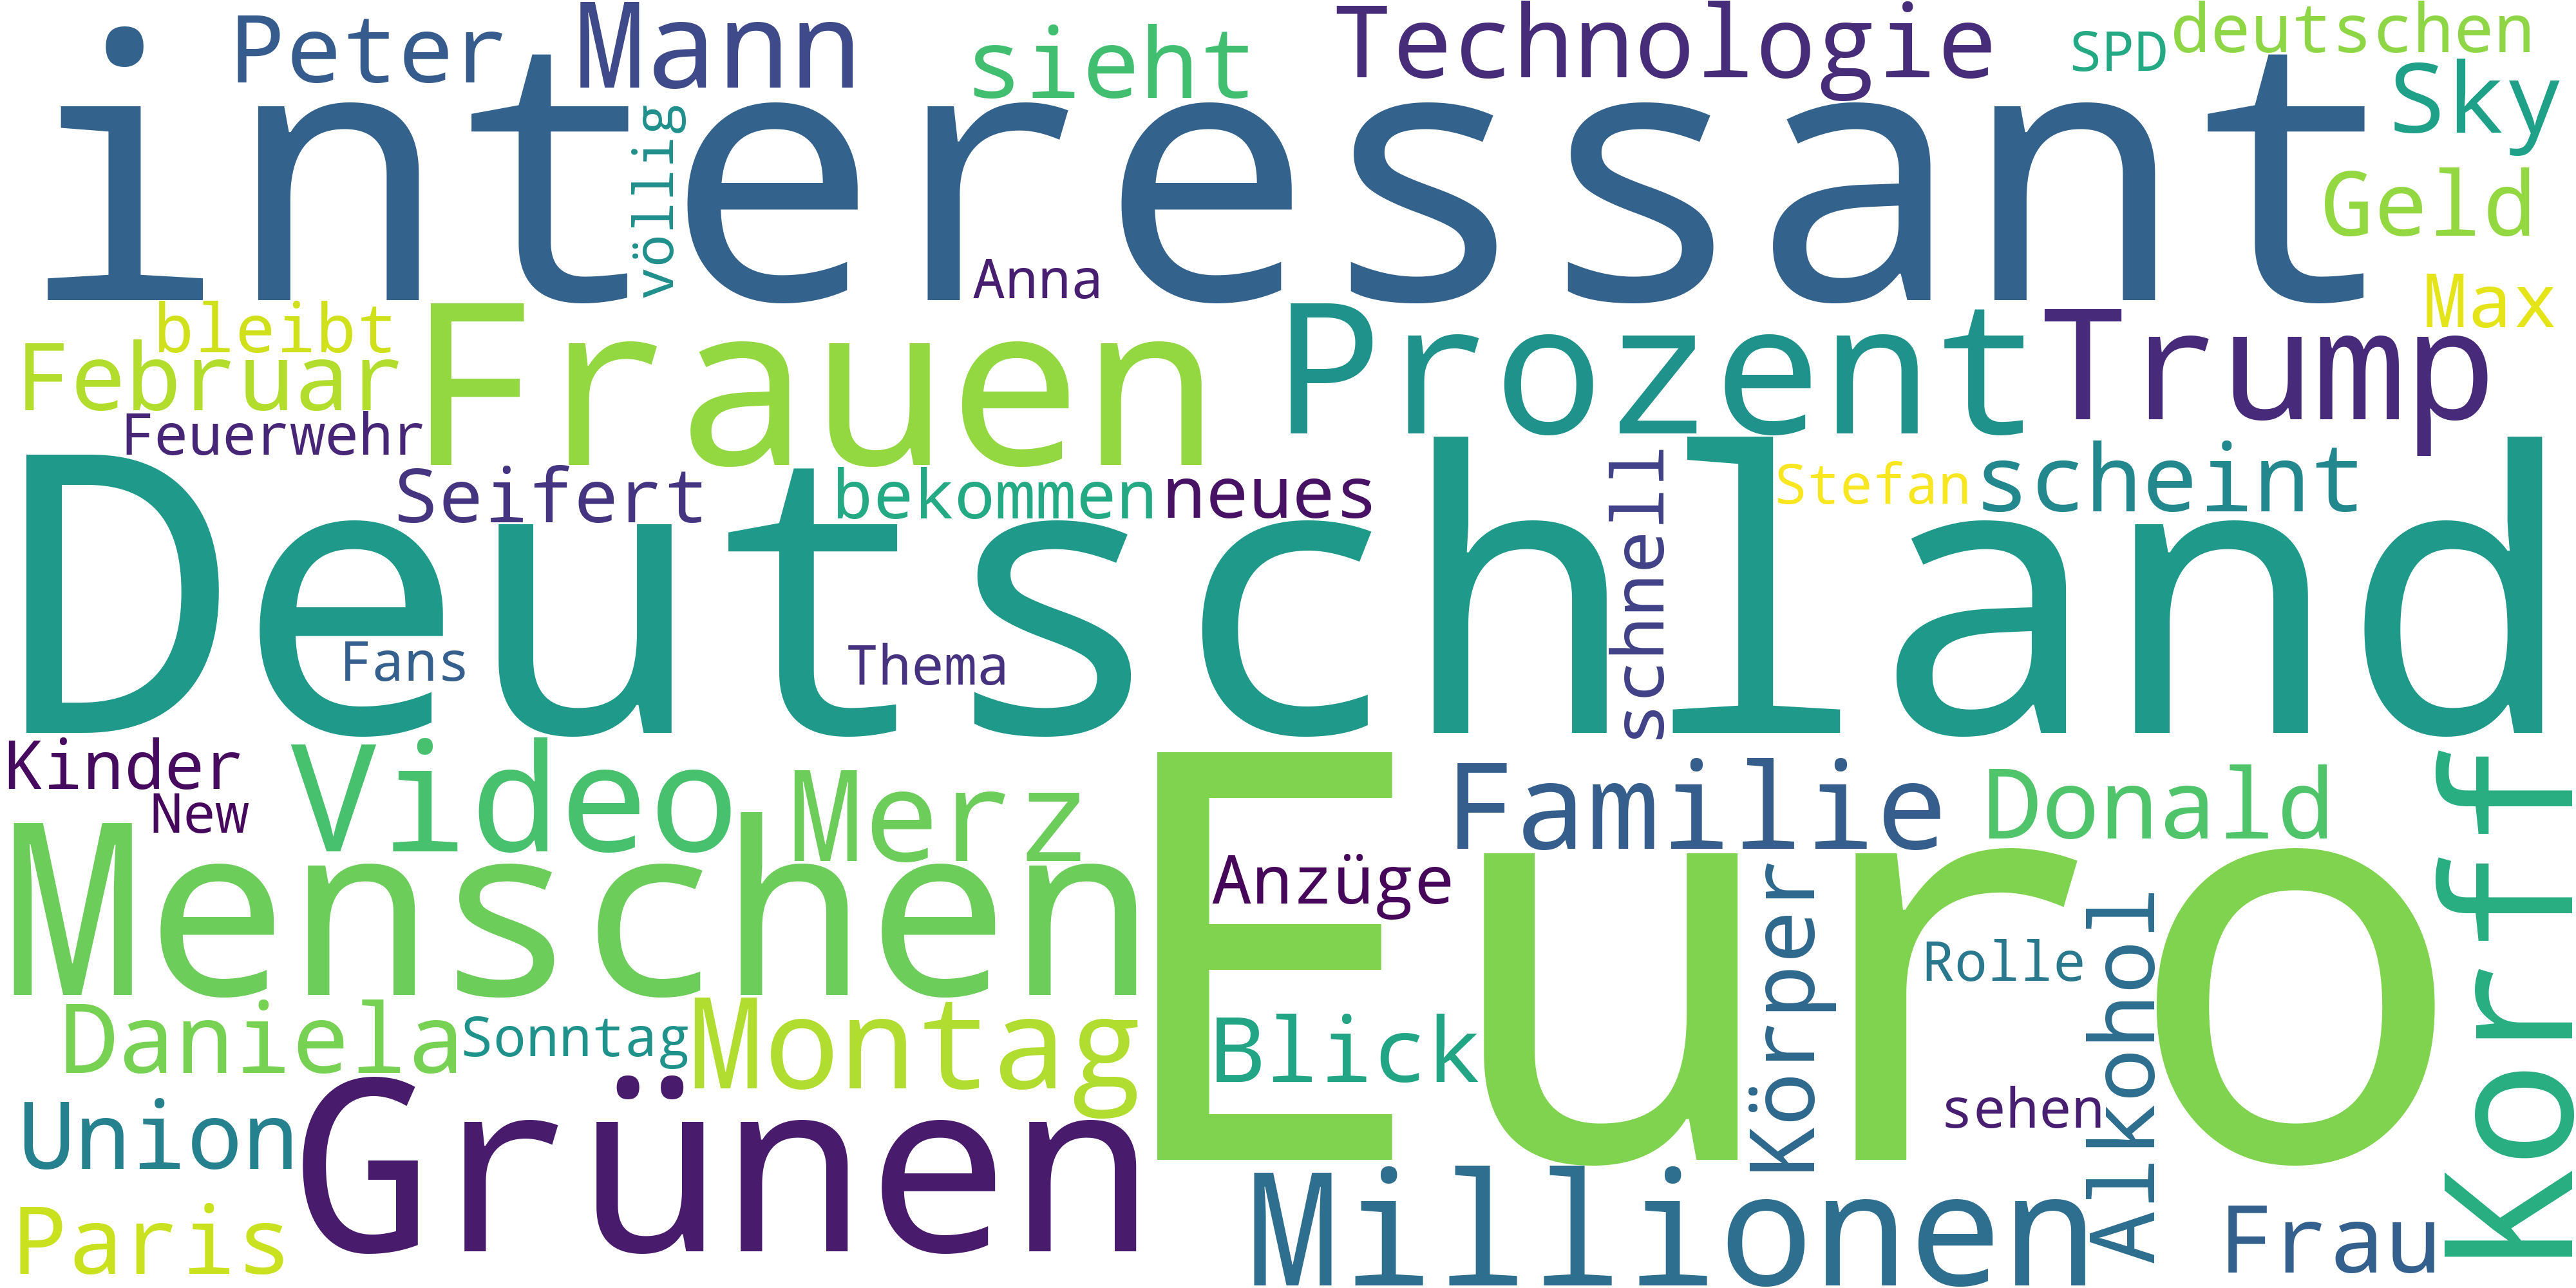 Peter
Mann
sieht
Technologie
SPD
deutschen
interessant
völlig
Sky
Geld
Anna
bleibt
Februar
Frauen
Prozent
Trump
Max
Feuerwehr
Seifert
bekommen
neues
schnell
Stefan
scheint
Deutschland
Fans
Thema
Kinder
New
Video
Merz
Familie
Donald
Korff
Menschen
Euro
Anzüge
Körper
Rolle
Alkohol
Daniela
Sonntag
Montag
Blick
sehen
Union
Grünen
Paris
Millionen
Frau